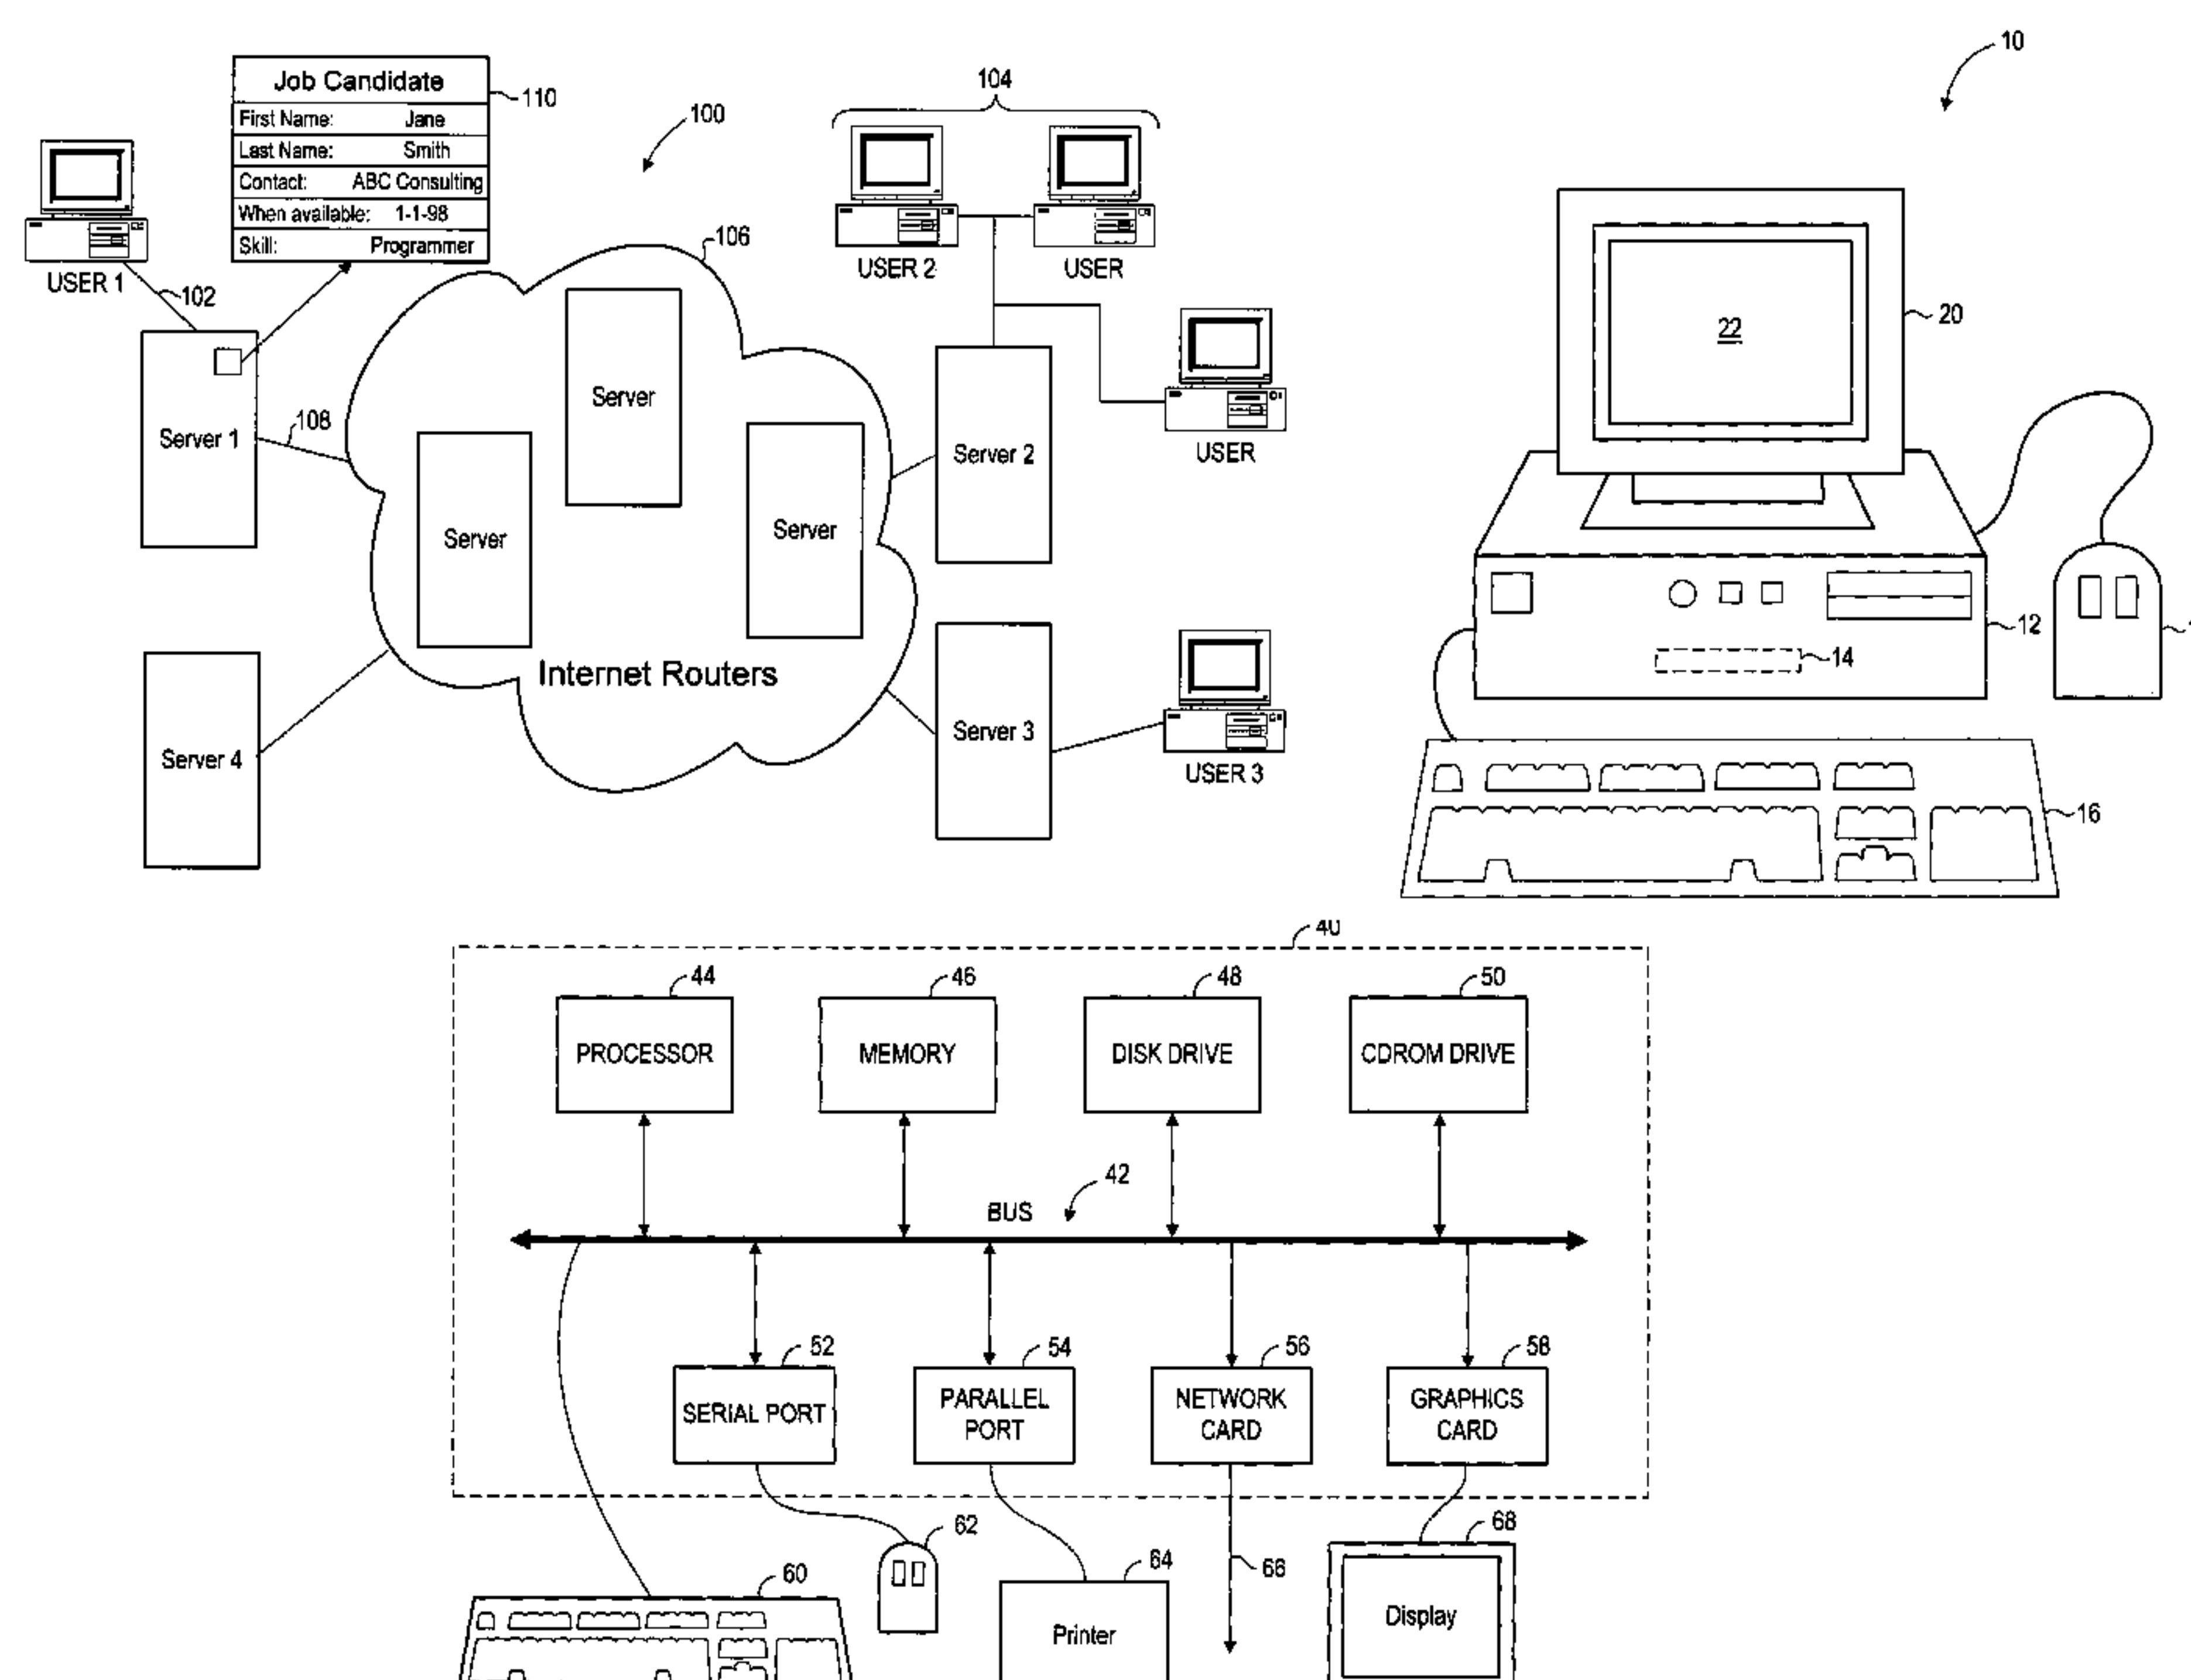 Job Candidate
110
First Name: Jane
Last Name: Smith
Contact: ABC Consulting
When available: 1-1-98
Skill: Programmer
USER 1
102
100
104
USER 2
USER
USER
106
Server 1
108
Server
Server
Server
Internet Routers
Server 2
Server 3
Server 4
USER 3
10
20
22
12
14
16
40
44
PROCESSOR
46
MEMORY
48
DISK DRIVE
50
CDROM DRIVE
BUS
42
52
SERIAL PORT
54
PARALLEL
PORT
56
NETWORK
CARD
58
GRAPHICS
CARD
60
62
64
Printer
66
68
Display